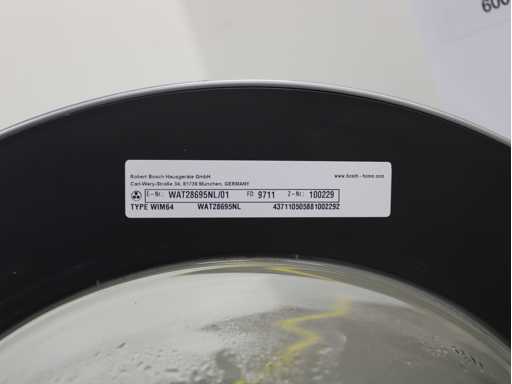 600
Robert Bosch Hausgeräte GmbH
www.bosch - home.com
Carl-Wery-Straße 34, 81739 München, GERMANY
E-Nr.: WAT28695NL/01 FD 9711 Z-Nr.: 100229
TYPE WIM64 WAT28695NL 437110505881002292